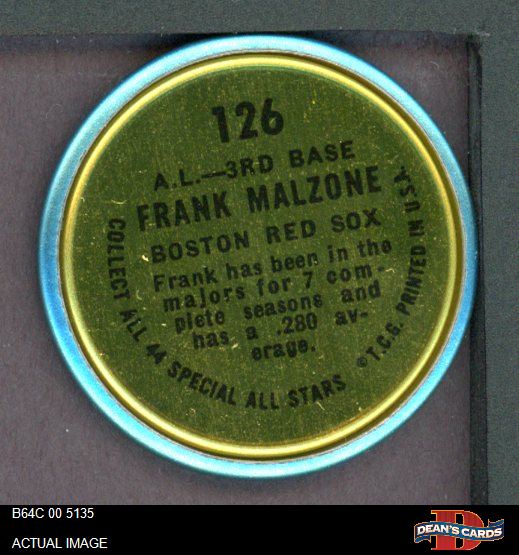 126
A.L.—3RD BASE
FRANK MALZONE
BOSTON RED SOX
Frank has been in the
majors for 7 com-
plete seasons and
has a .280 av-
erage.
COLLECT ALL 44 SPECIAL ALL STARS
©T.C.G. PRINTED IN U.S.A.
B64C 00 5135
ACTUAL IMAGE
D
DEAN'S CARDS